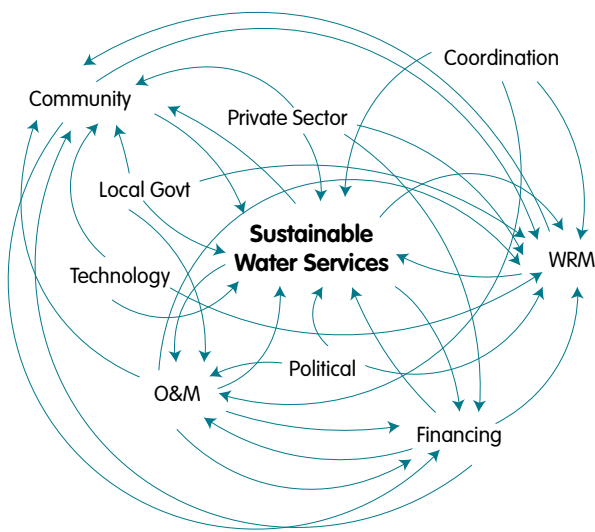 Coordination
Community
Private Sector
Local Govt
Sustainable
Water Services
WRM
Technology
Political
O&M
Financing